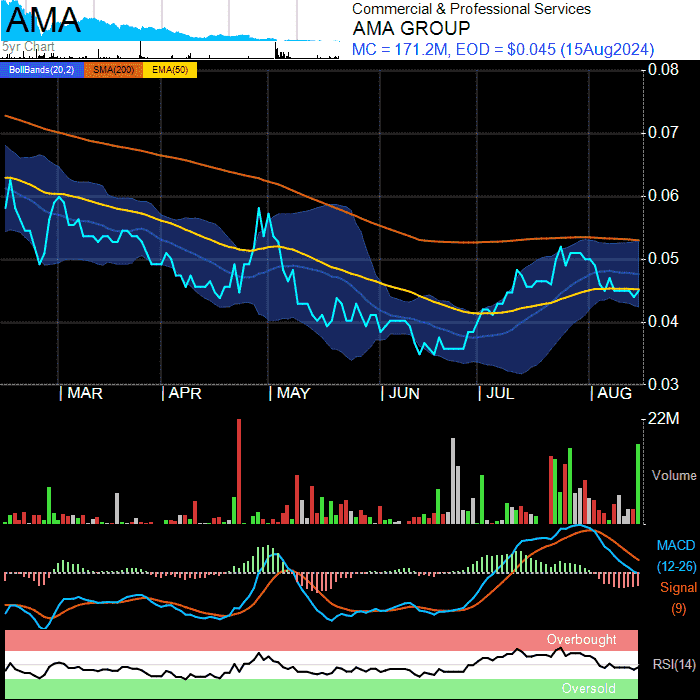 AMA
5yr Chart
Commercial & Professional Services
AMA GROUP
MC = 171.2M, EOD = $0.045 (15Aug2024)
BollBands(20,2) SMA(200) EMA(50)
0.08
0.07
0.06
0.05
0.04
0.03
| MAR | APR | MAY | JUN | JUL | AUG
22M
Volume
MACD
(12-26)
Signal
(9)
Overbought
RSI(14)
Oversold